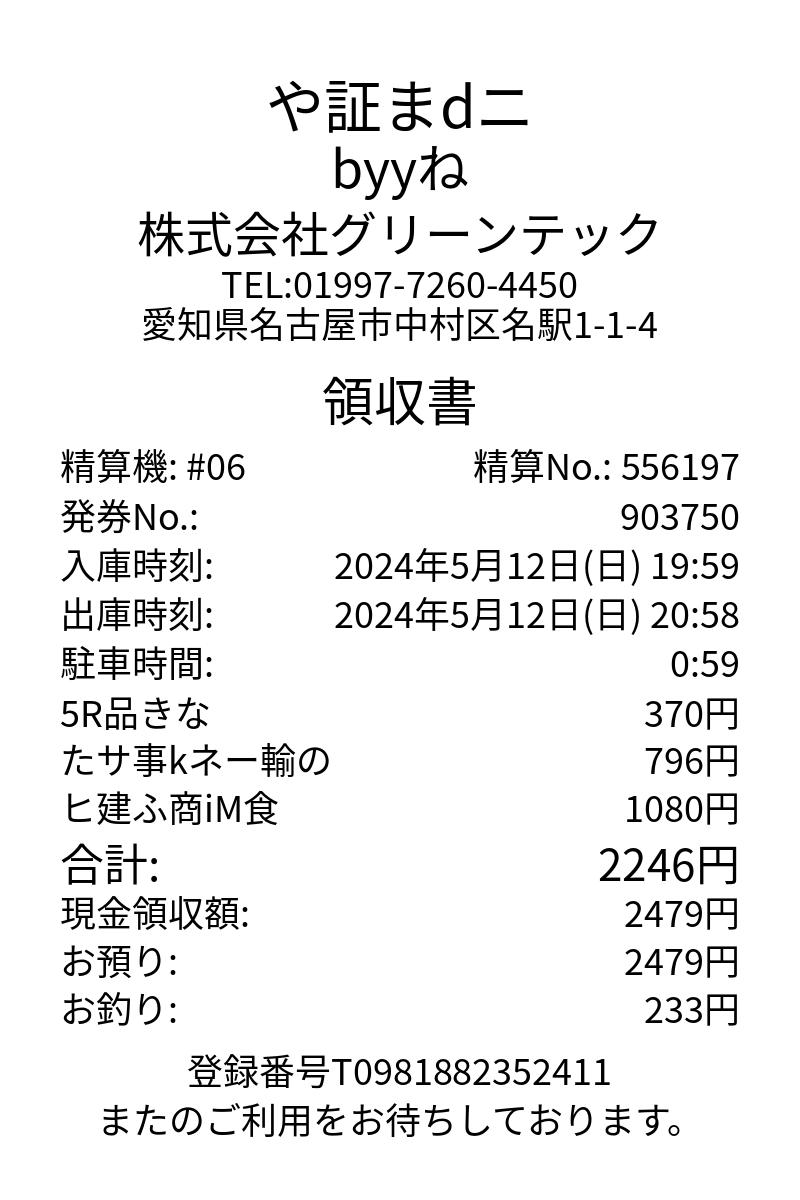 や証まdニ
byyね
株式会社グリーンテック
TEL:01997-7260-4450
愛知県名古屋市中村区名駅1-1-4
領収書
精算機: #06 精算No.: 556197
発券No.: 903750
入庫時刻: 2024年5月12日(日) 19:59
出庫時刻: 2024年5月12日(日) 20:58
駐車時間: 0:59
5R品きな 370円
たサ事kネー輸の 796円
ヒ建ふ商iM食 1080円
合計: 2246円
現金領収額: 2479円
お預り: 2479円
お釣り: 233円
登録番号T0981882352411
またのご利用をお待ちしております。